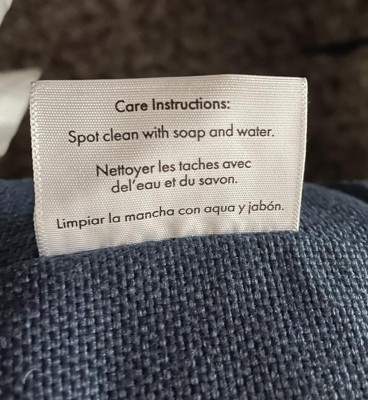 Care Instructions:
Spot clean with soap and water.
Nettoyer les taches avec
del'eau et du savon.
Limpiar la mancha con aqua y jabón.